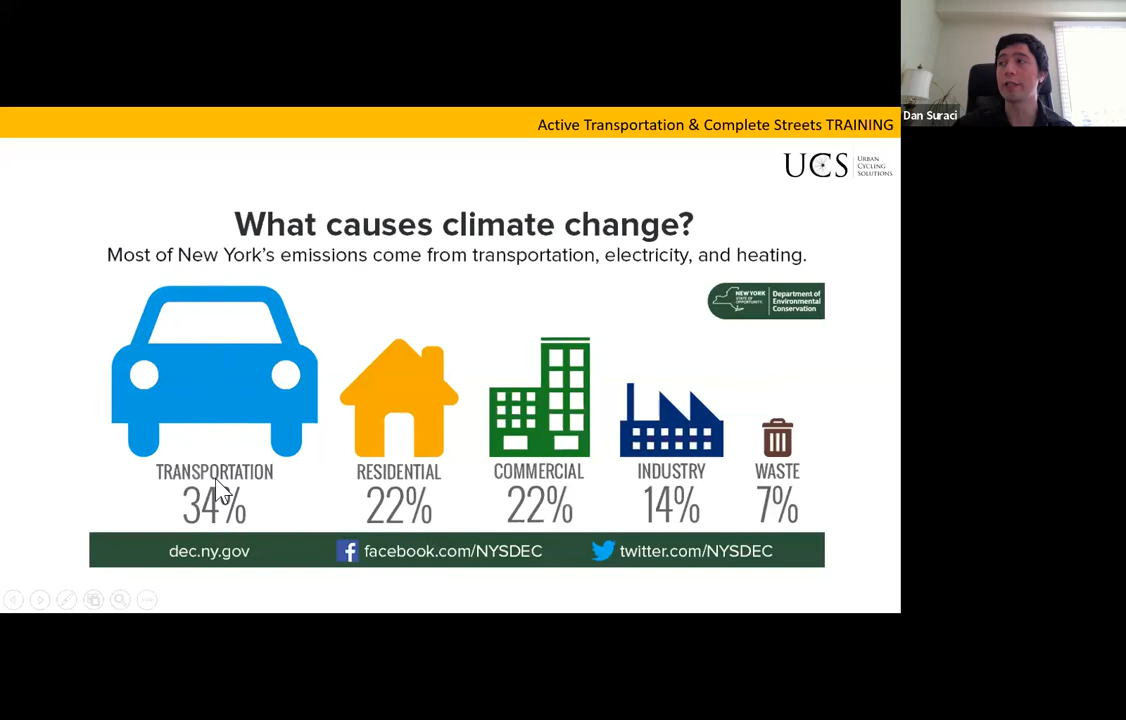 Active Transportation & Complete Streets TRAINING
Dan Suraci
UCS
URBAN
CYCLING
SOLUTIONS
What causes climate change?
Most of New York's emissions come from transportation, electricity, and heating.
NEW YORK
STATE OF
OPPORTUNITY.
Department of
Environmental
Conservation
TRANSPORTATION
34%
RESIDENTIAL
22%
COMMERCIAL
22%
INDUSTRY
14%
WASTE
7%
dec.ny.gov
facebook.com/NYSDEC
twitter.com/NYSDEC